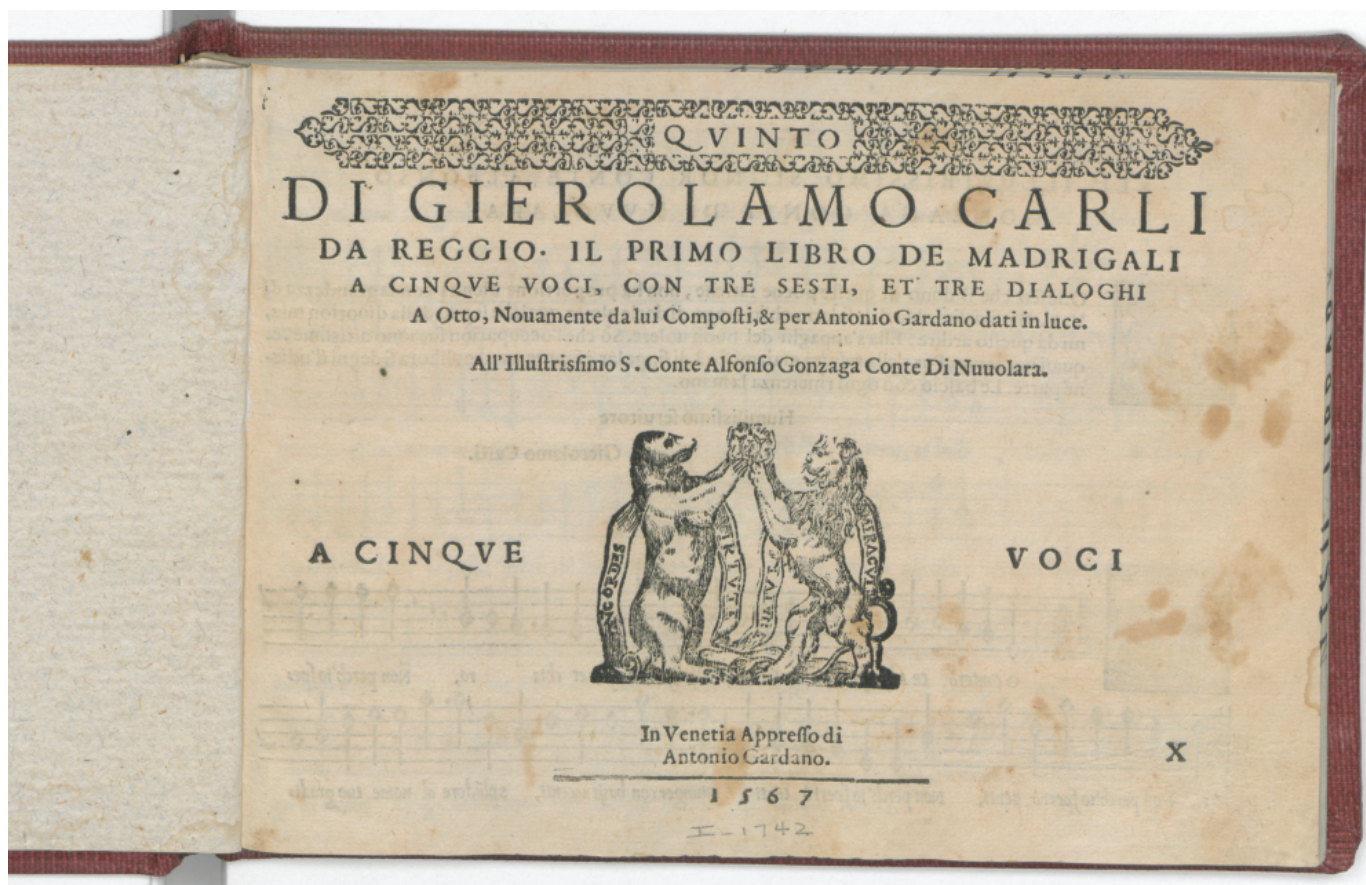 QVINTO
DI GIEROLAMO CARLI
DA REGGIO. IL PRIMO LIBRO DE MADRIGALI
A CINQVE VOCI, CON TRE SESTI, ET TRE DIALOGHI
A Otto, Nouamente da lui Compoſti,& per Antonio Gardano dati in luce.
All'Illuſtriſsimo S. Conte Alfonſo Gonzaga Conte Di Nuuolara.
A CINQVE VOCI
In Venetia Appreſſo di
Antonio Gardano.
X
1567
I-1742